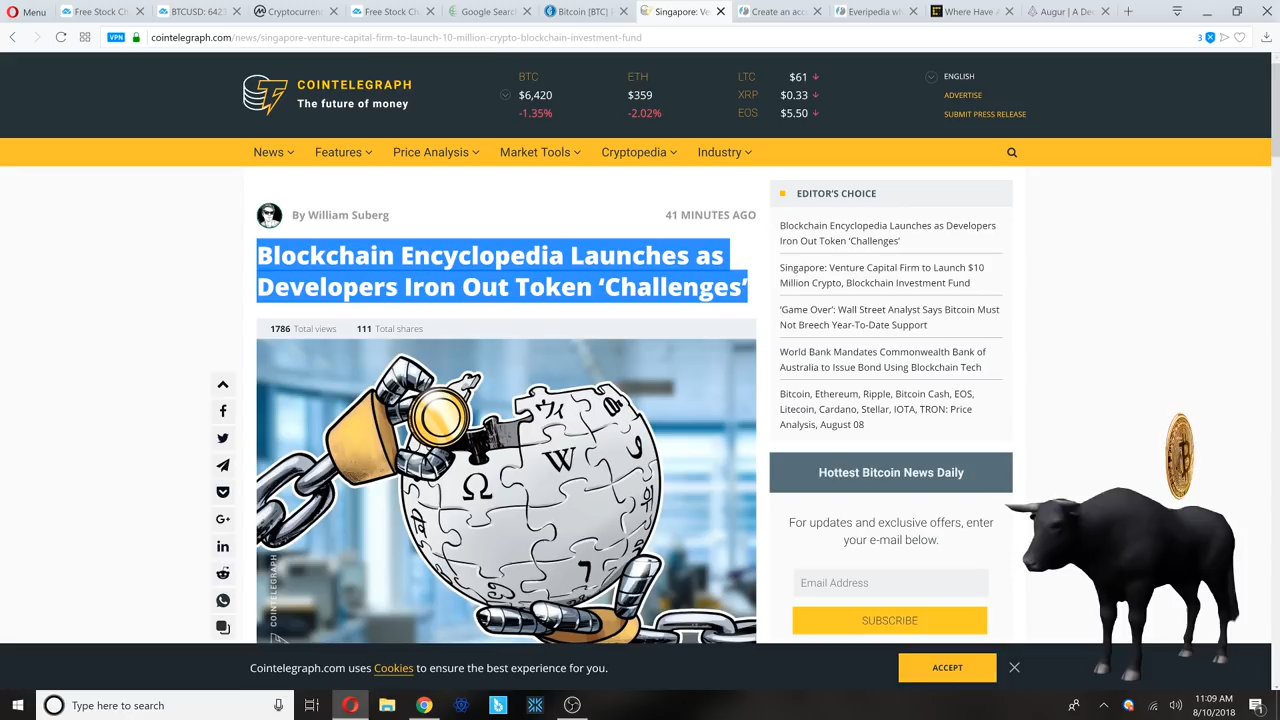 Menu
Free Stock Ch
BTCUSD: 642
Cryptocurrenc
Free Stock Ch
Google Search
Bitcoin [BTC] F
Singapore: Ver
Create an acc
Everipedia wh
Where Have A
Augur | A Dec
VPN
cointelegraph.com/news/singapore-venture-capital-firm-to-launch-10-million-crypto-blockchain-investment-fund
3
COINTELEGRAPH
The future of money
BTC
$6,420
-1.35%
ETH
$359
-2.02%
LTC $61
XRP $0.33
EOS $5.50
ENGLISH
ADVERTISE
SUBMIT PRESS RELEASE
News Features Price Analysis Market Tools Cryptopedia Industry
By William Suberg 41 MINUTES AGO
Blockchain Encyclopedia Launches as
Developers Iron Out Token ‘Challenges’
1786 Total views 111 Total shares
W
Ω
COINTELEGRAPH
EDITOR’S CHOICE
Blockchain Encyclopedia Launches as Developers
Iron Out Token ‘Challenges’
Singapore: Venture Capital Firm to Launch $10
Million Crypto, Blockchain Investment Fund
‘Game Over’: Wall Street Analyst Says Bitcoin Must
Not Breech Year-To-Date Support
World Bank Mandates Commonwealth Bank of
Australia to Issue Bond Using Blockchain Tech
Bitcoin, Ethereum, Ripple, Bitcoin Cash, EOS,
Litecoin, Cardano, Stellar, IOTA, TRON: Price
Analysis, August 08
Hottest Bitcoin News Daily
For updates and exclusive offers, enter
your e-mail below.
Email Address
SUBSCRIBE
Cointelegraph.com uses Cookies to ensure the best experience for you.
ACCEPT
Type here to search
11:09 AM
8/10/2018